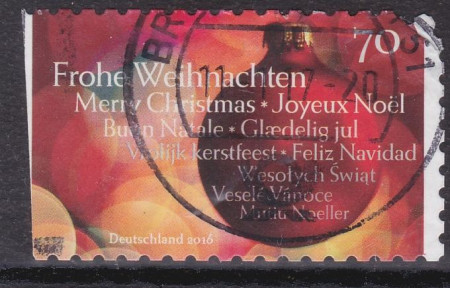 70
Frohe Weihnachten
Merry Christmas * Joyeux Noël
Buon Natale * Glædelig jul
Vrolijk kerstfeest * Feliz Navidad
Wesołych Świąt
Veselé Vánoce
Deutschland 2016